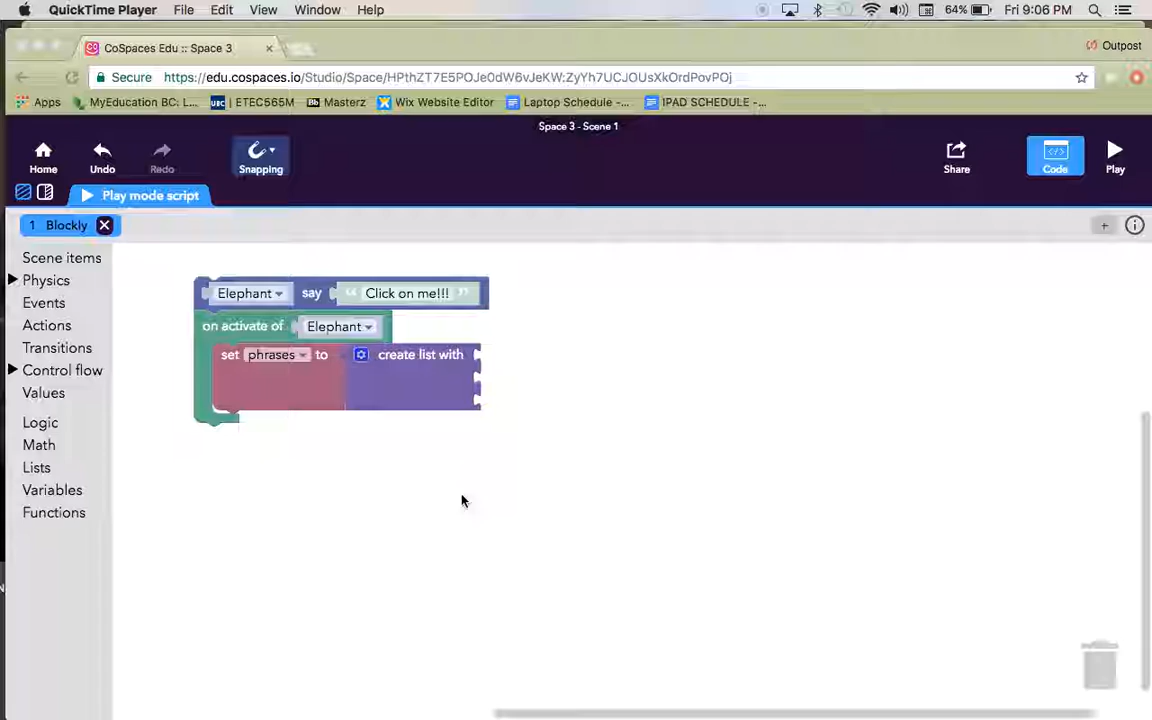 QuickTime Player File Edit View Window Help 64% Fri 9:06 PM
CoSpaces Edu :: Space 3 × Outpost
Secure https://edu.cospaces.io/Studio/Space/HPthZT7E5POJe0dW6vJeKW:ZyYh7UCJOUsXkOrdPovPOj
Apps MyEducation BC: L... UBC | ETEC565M Bb Masterz Wix Website Editor Laptop Schedule -... IPAD SCHEDULE -...
Space 3 - Scene 1
Home Undo Redo Snapping Share Code Play
Play mode script
1 Blockly
Scene items
Physics
Events
Actions
Transitions
Control flow
Values
Logic
Math
Lists
Variables
Functions
Elephant say “ Click on me!!! ”
on activate of Elephant
set phrases to create list with